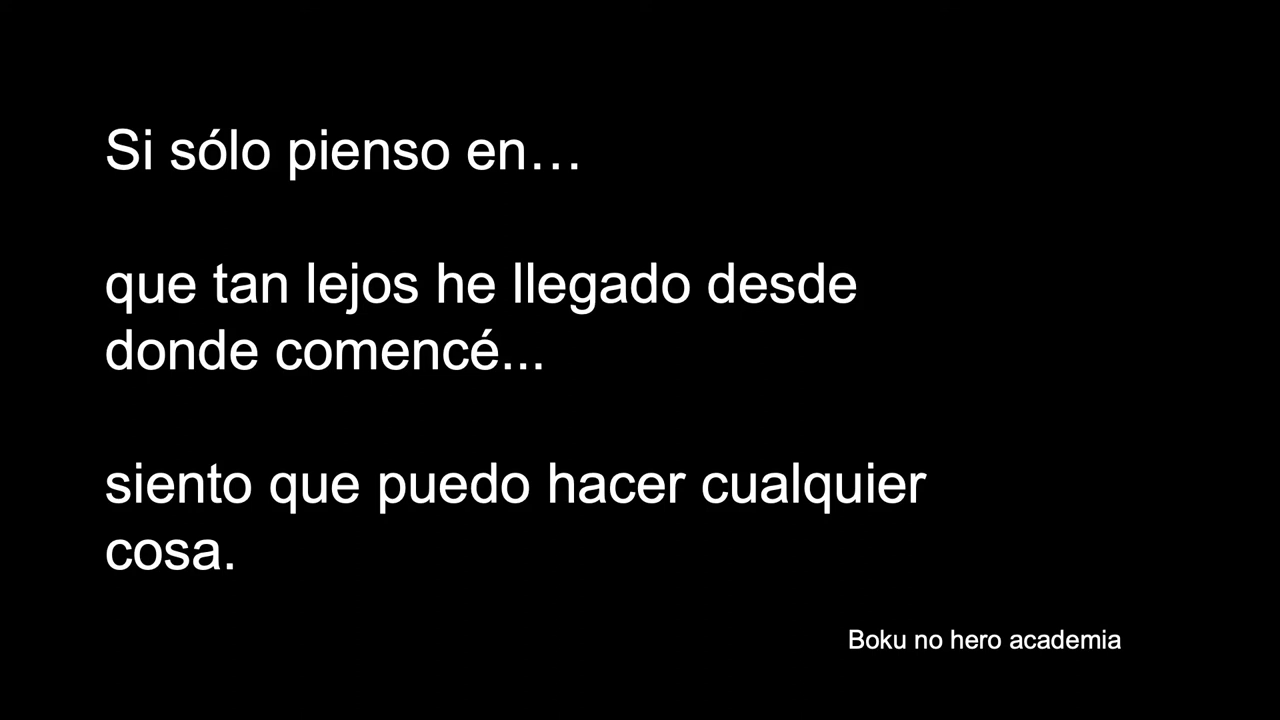 Si sólo pienso en…
que tan lejos he llegado desde
donde comencé...
siento que puedo hacer cualquier
cosa.
Boku no hero academia